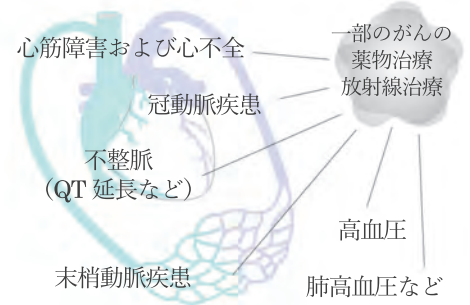 心筋障害および心不全
一部のがんの
薬物治療
放射線治療
冠動脈疾患
不整脈
（QT 延長など）
高血圧
末梢動脈疾患
肺高血圧など